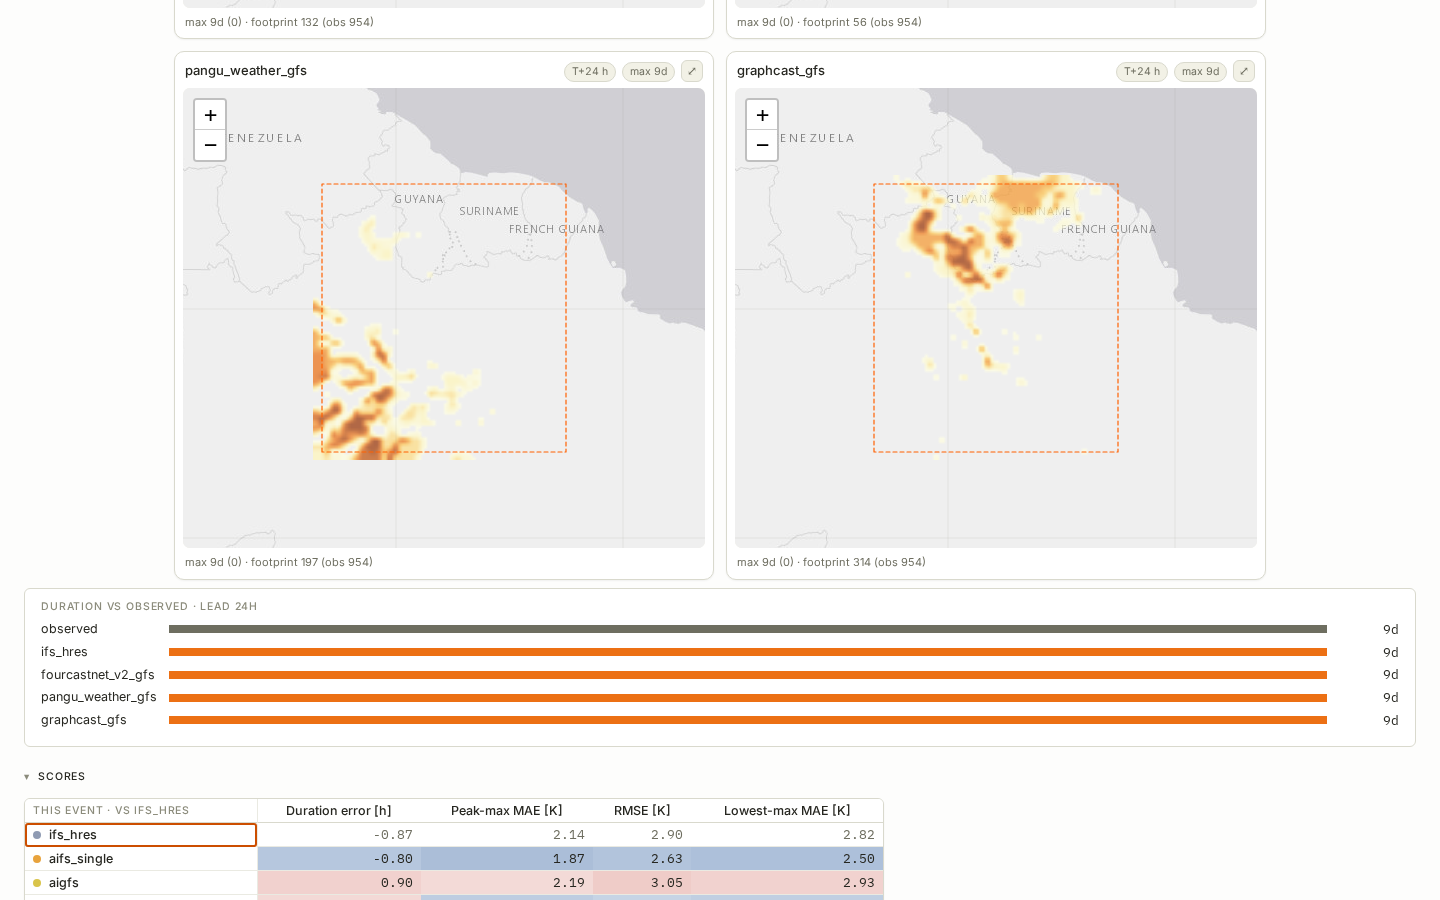 max 9d (0) · footprint 132 (obs 954)
max 9d (0) · footprint 56 (obs 954)
pangu_weather_gfs
T+24 h
max 9d
⤢
+
−
ENEZUELA
GUYANA
SURINAME
FRENCH GUIANA
max 9d (0) · footprint 197 (obs 954)
graphcast_gfs
T+24 h
max 9d
⤢
+
−
ENEZUELA
GUYANA
SURINAME
FRENCH GUIANA
max 9d (0) · footprint 314 (obs 954)
DURATION VS OBSERVED · LEAD 24H
observed 9d
ifs_hres 9d
fourcastnet_v2_gfs 9d
pangu_weather_gfs 9d
graphcast_gfs 9d
▾ SCORES
THIS EVENT · VS IFS_HRES Duration error [h] Peak-max MAE [K] RMSE [K] Lowest-max MAE [K]
ifs_hres -0.87 2.14 2.90 2.82
aifs_single -0.80 1.87 2.63 2.50
aigfs 0.90 2.19 3.05 2.93